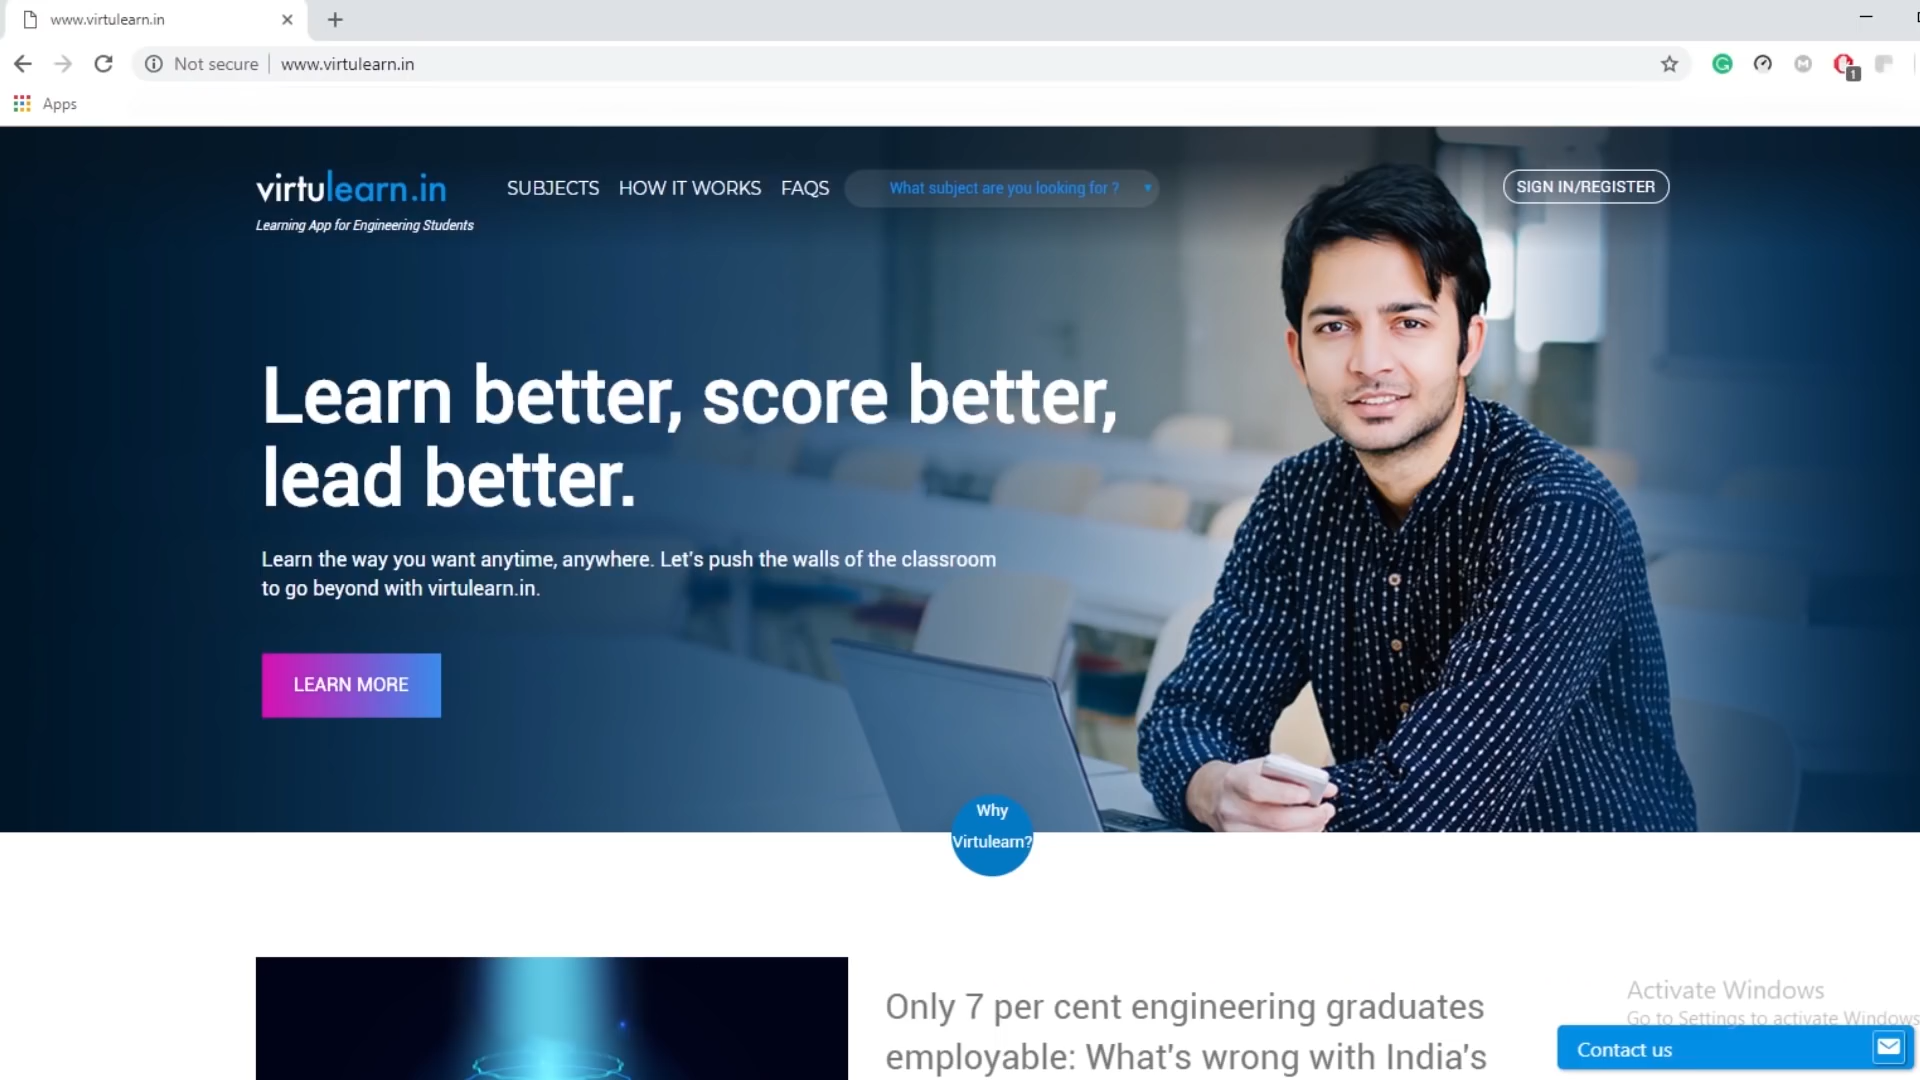 www.virtulearn.in
Not secure
www.virtulearn.in
1
Apps
virtulearn.in
Learning App for Engineering Students
SUBJECTS
HOW IT WORKS
FAQS
What subject are you looking for ?
SIGN IN/REGISTER
Learn better, score better,
lead better.
Learn the way you want anytime, anywhere. Let's push the walls of the classroom
to go beyond with virtulearn.in.
LEARN MORE
Why
Virtulearn?
Only 7 per cent engineering graduates
employable: What's wrong with India's
Activate Windows
Go to Settings to activate Windows
Contact us